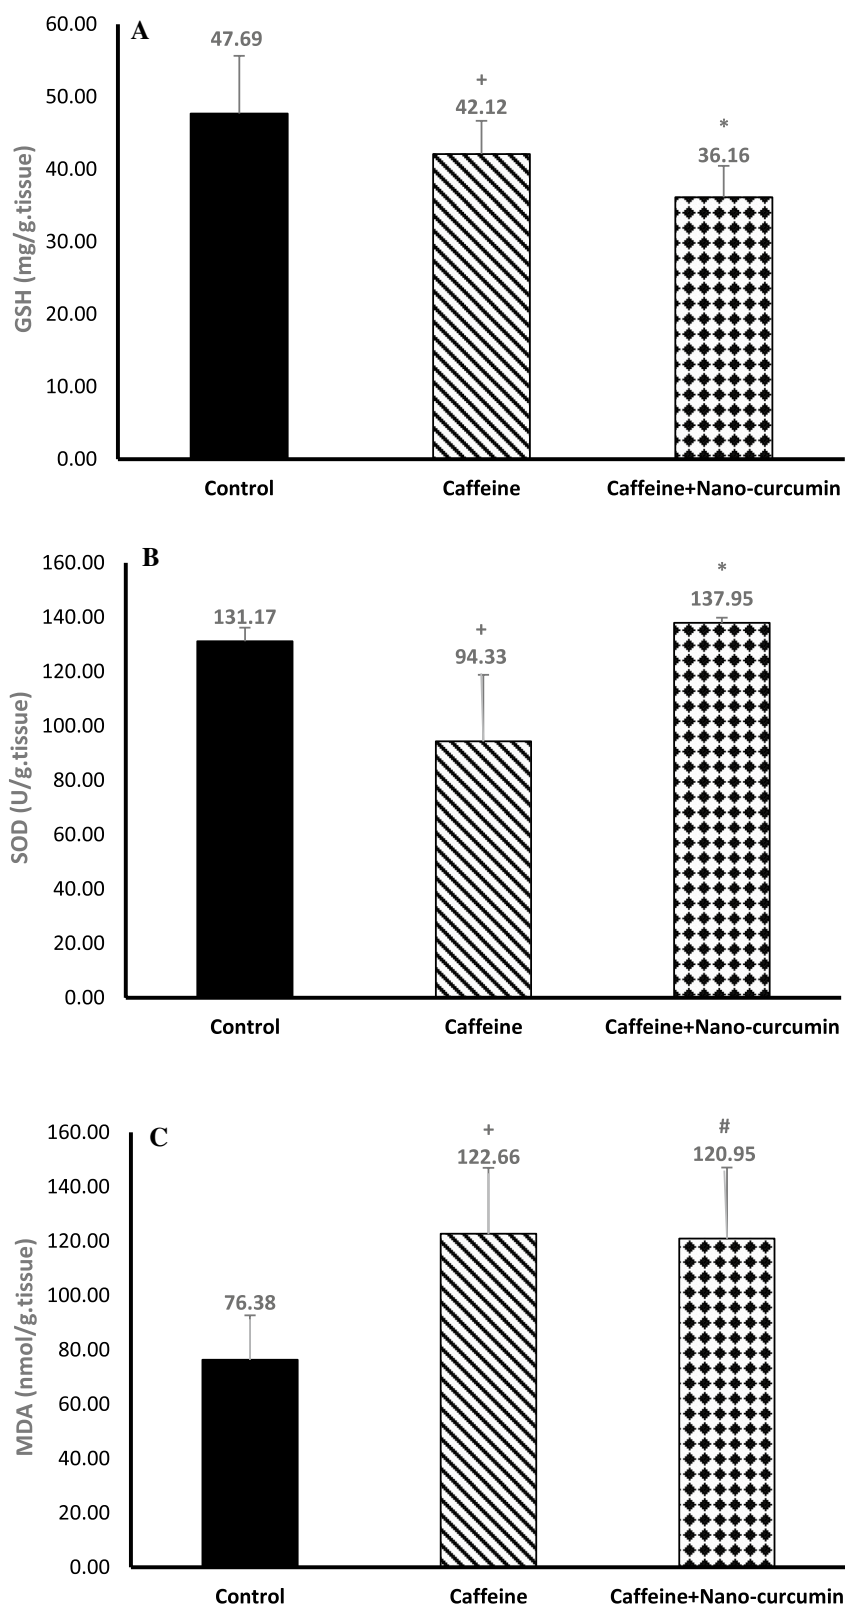 A
GSH (mg/g.tissue)
60.00
50.00
40.00
30.00
20.00
10.00
0.00
47.69
+
42.12
*
36.16
Control
Caffeine
Caffeine+Nano-curcumin
B
SOD (U/g.tissue)
160.00
140.00
120.00
100.00
80.00
60.00
40.00
20.00
0.00
131.17
+
94.33
*
137.95
Control
Caffeine
Caffeine+Nano-curcumin
C
MDA (nmol/g.tissue)
160.00
140.00
120.00
100.00
80.00
60.00
40.00
20.00
0.00
76.38
+
122.66
#
120.95
Control
Caffeine
Caffeine+Nano-curcumin